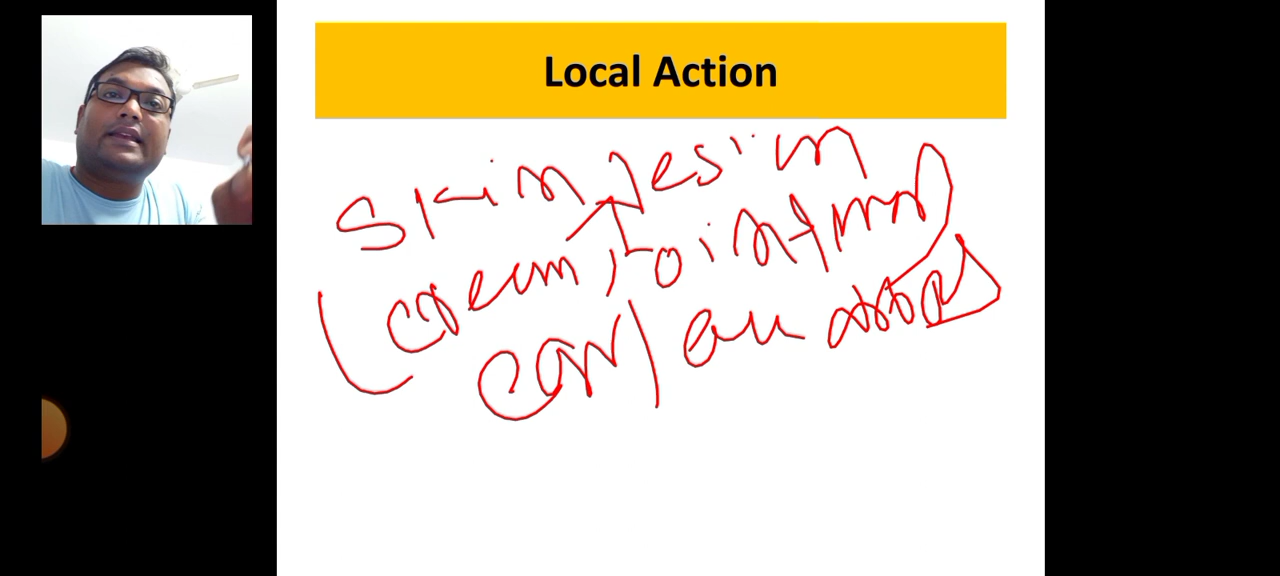 Local Action
Skin lesion
(cream, ointment)
ear/ eye drops